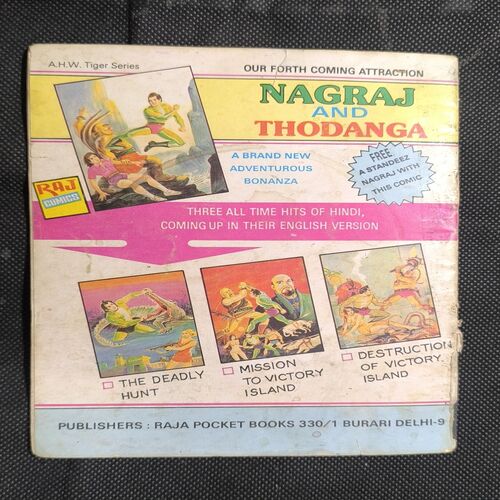 A.H.W. Tiger Series
OUR FORTH COMING ATTRACTION
NAGRAJ
AND
THODANGA
A BRAND NEW
ADVENTUROUS
BONANZA
FREE
A STANDEEZ
NAGRAJ WITH
THIS COMIC
RAJ
COMICS
THREE ALL TIME HITS OF HINDI,
COMING UP IN THEIR ENGLISH VERSION
THE DEADLY
HUNT
MISSION
TO VICTORY
ISLAND
DESTRUCTION
OF VICTORY
ISLAND
PUBLISHERS : RAJA POCKET BOOKS 330/1 BURARI DELHI-9